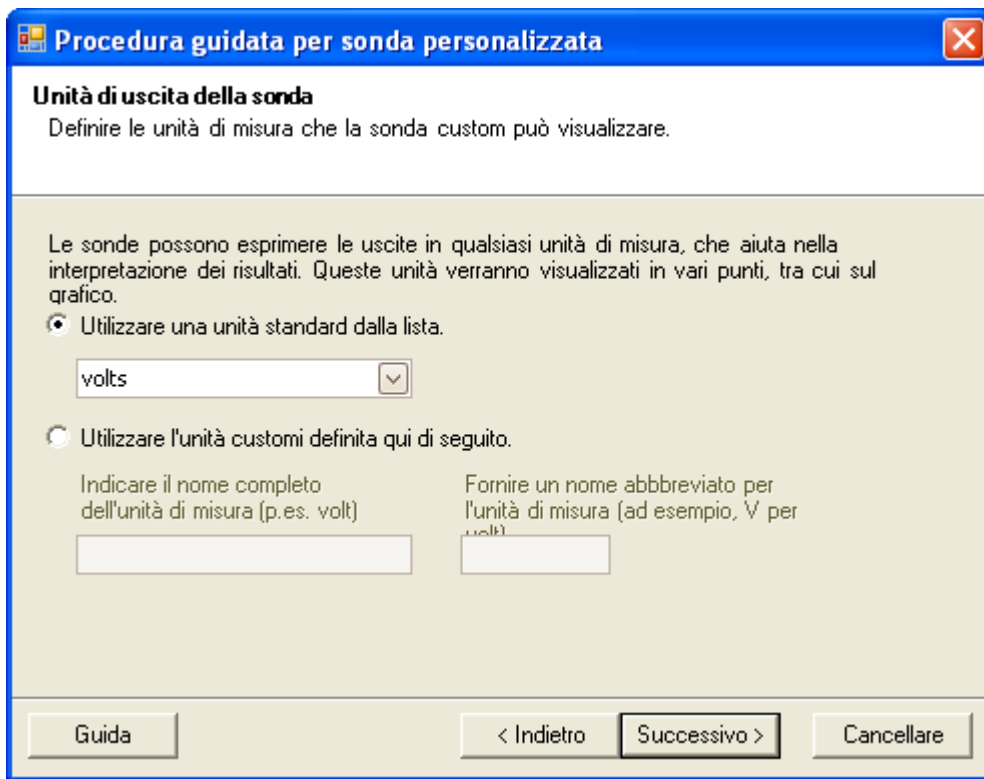 Procedura guidata per sonda personalizzata
Unità di uscita della sonda
Definire le unità di misura che la sonda custom può visualizzare.
Le sonde possono esprimere le uscite in qualsiasi unità di misura, che aiuta nella
interpretazione dei risultati. Queste unità verranno visualizzati in vari punti, tra cui sul
grafico.
Utilizzare una unità standard dalla lista.
volts
Utilizzare l'unità customi definita qui di seguito.
Indicare il nome completo
dell'unità di misura (p.es. volt)
Fornire un nome abbbreviato per
l'unità di misura (ad esempio, V per
volt)
Guida
< Indietro
Successivo >
Cancellare